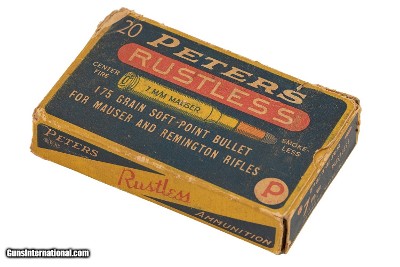 20 PETERS
RUSTLESS
CENTER
FIRE
7 M/M MAUSER
SMOKE-
LESS
175 GRAIN SOFT-POINT BULLET
FOR MAUSER AND REMINGTON RIFLES
P
PETERS
Rustless
AMMUNITION
GunsInternational.com